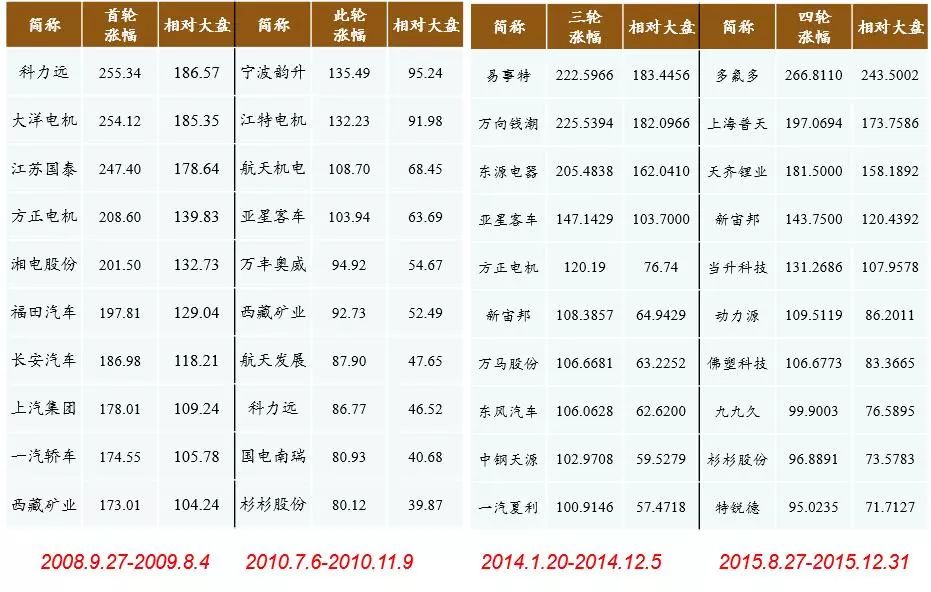 简称 首轮涨幅 相对大盘 简称 此轮涨幅 相对大盘 简称 三轮涨幅 相对大盘 简称 四轮涨幅 相对大盘
科力远 255.34 186.57 宁波韵升 135.49 95.24 易事特 222.5966 183.4456 多氟多 266.8110 243.5002
大洋电机 254.12 185.35 江特电机 132.23 91.98 万向钱潮 225.5394 182.0966 上海普天 197.0694 173.7586
江苏国泰 247.40 178.64 航天机电 108.70 68.45 东源电器 205.4838 162.0410 天齐锂业 181.5000 158.1892
方正电机 208.60 139.83 亚星客车 103.94 63.69 亚星客车 147.1429 103.7000 新宙邦 143.7500 120.4392
湘电股份 201.50 132.73 万丰奥威 94.92 54.67 方正电机 120.19 76.74 当升科技 131.2686 107.9578
福田汽车 197.81 129.04 西藏矿业 92.73 52.49 新宙邦 108.3857 64.9429 动力源 109.5119 86.2011
长安汽车 186.98 118.21 航天发展 87.90 47.65 万马股份 106.6681 63.2252 佛塑科技 106.6773 83.3665
上汽集团 178.01 109.24 科力远 86.77 46.52 东风汽车 106.0628 62.6200 九九久 99.9003 76.5895
一汽轿车 174.55 105.78 国电南瑞 80.93 40.68 中钢天源 102.9708 59.5279 杉杉股份 96.8891 73.5783
西藏矿业 173.01 104.24 杉杉股份 80.12 39.87 一汽夏利 100.9146 57.4718 特锐德 95.0235 71.7127
2008.9.27-2009.8.4 2010.7.6-2010.11.9 2014.1.20-2014.12.5 2015.8.27-2015.12.31